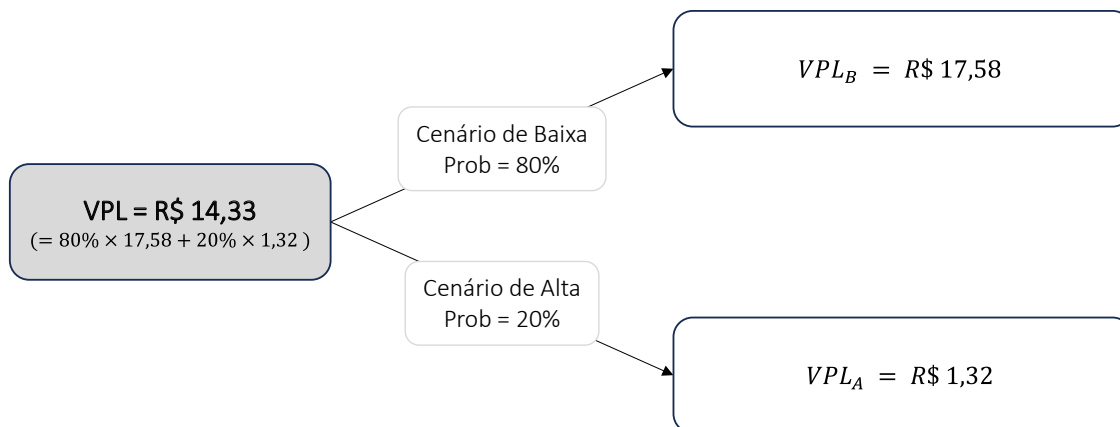 VPL_B = R$ 17,58
Cenário de Baixa
Prob = 80%
VPL = R$ 14,33
(= 80% × 17,58 + 20% × 1,32 )
Cenário de Alta
Prob = 20%
VPL_A = R$ 1,32